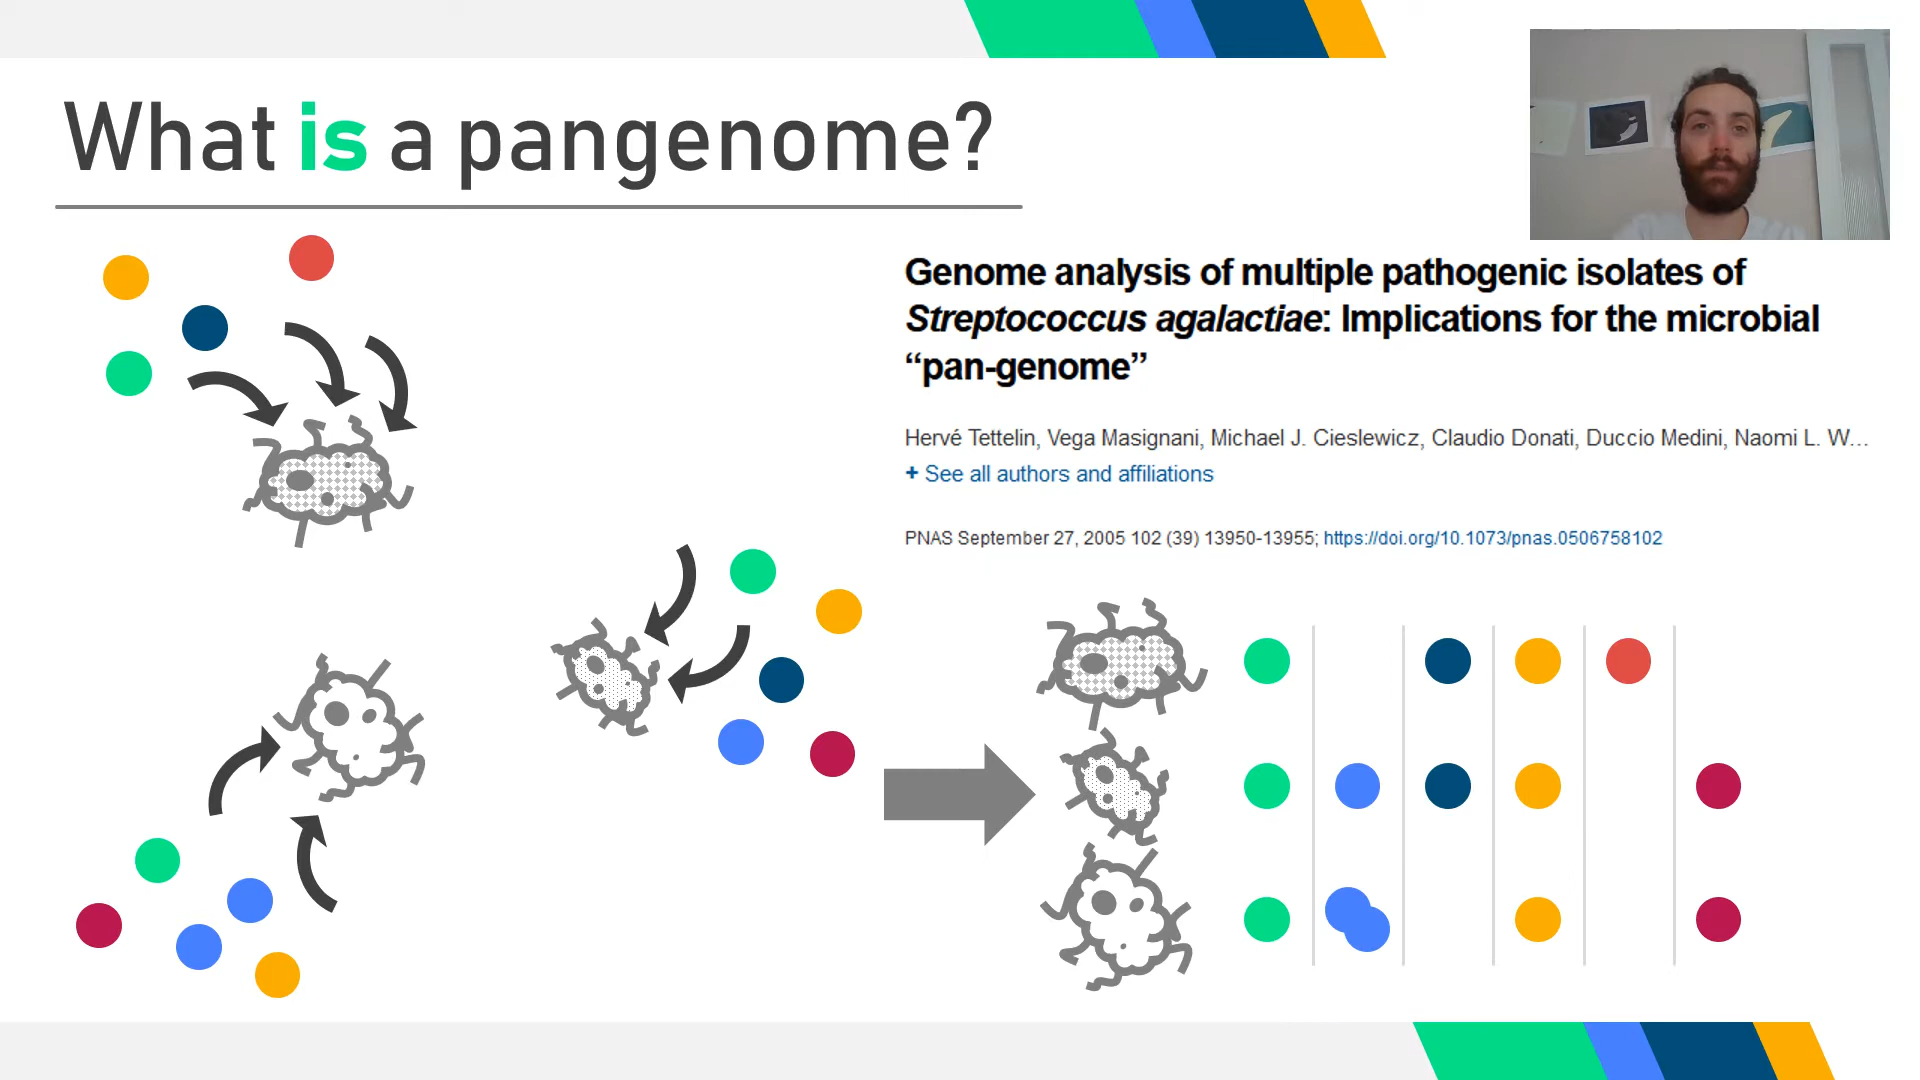 What is a pangenome?
Genome analysis of multiple pathogenic isolates of
Streptococcus agalactiae: Implications for the microbial
“pan-genome”
Hervé Tettelin, Vega Masignani, Michael J. Cieslewicz, Claudio Donati, Duccio Medini, Naomi L. W…
+ See all authors and affiliations
PNAS September 27, 2005 102 (39) 13950-13955; https://doi.org/10.1073/pnas.0506758102